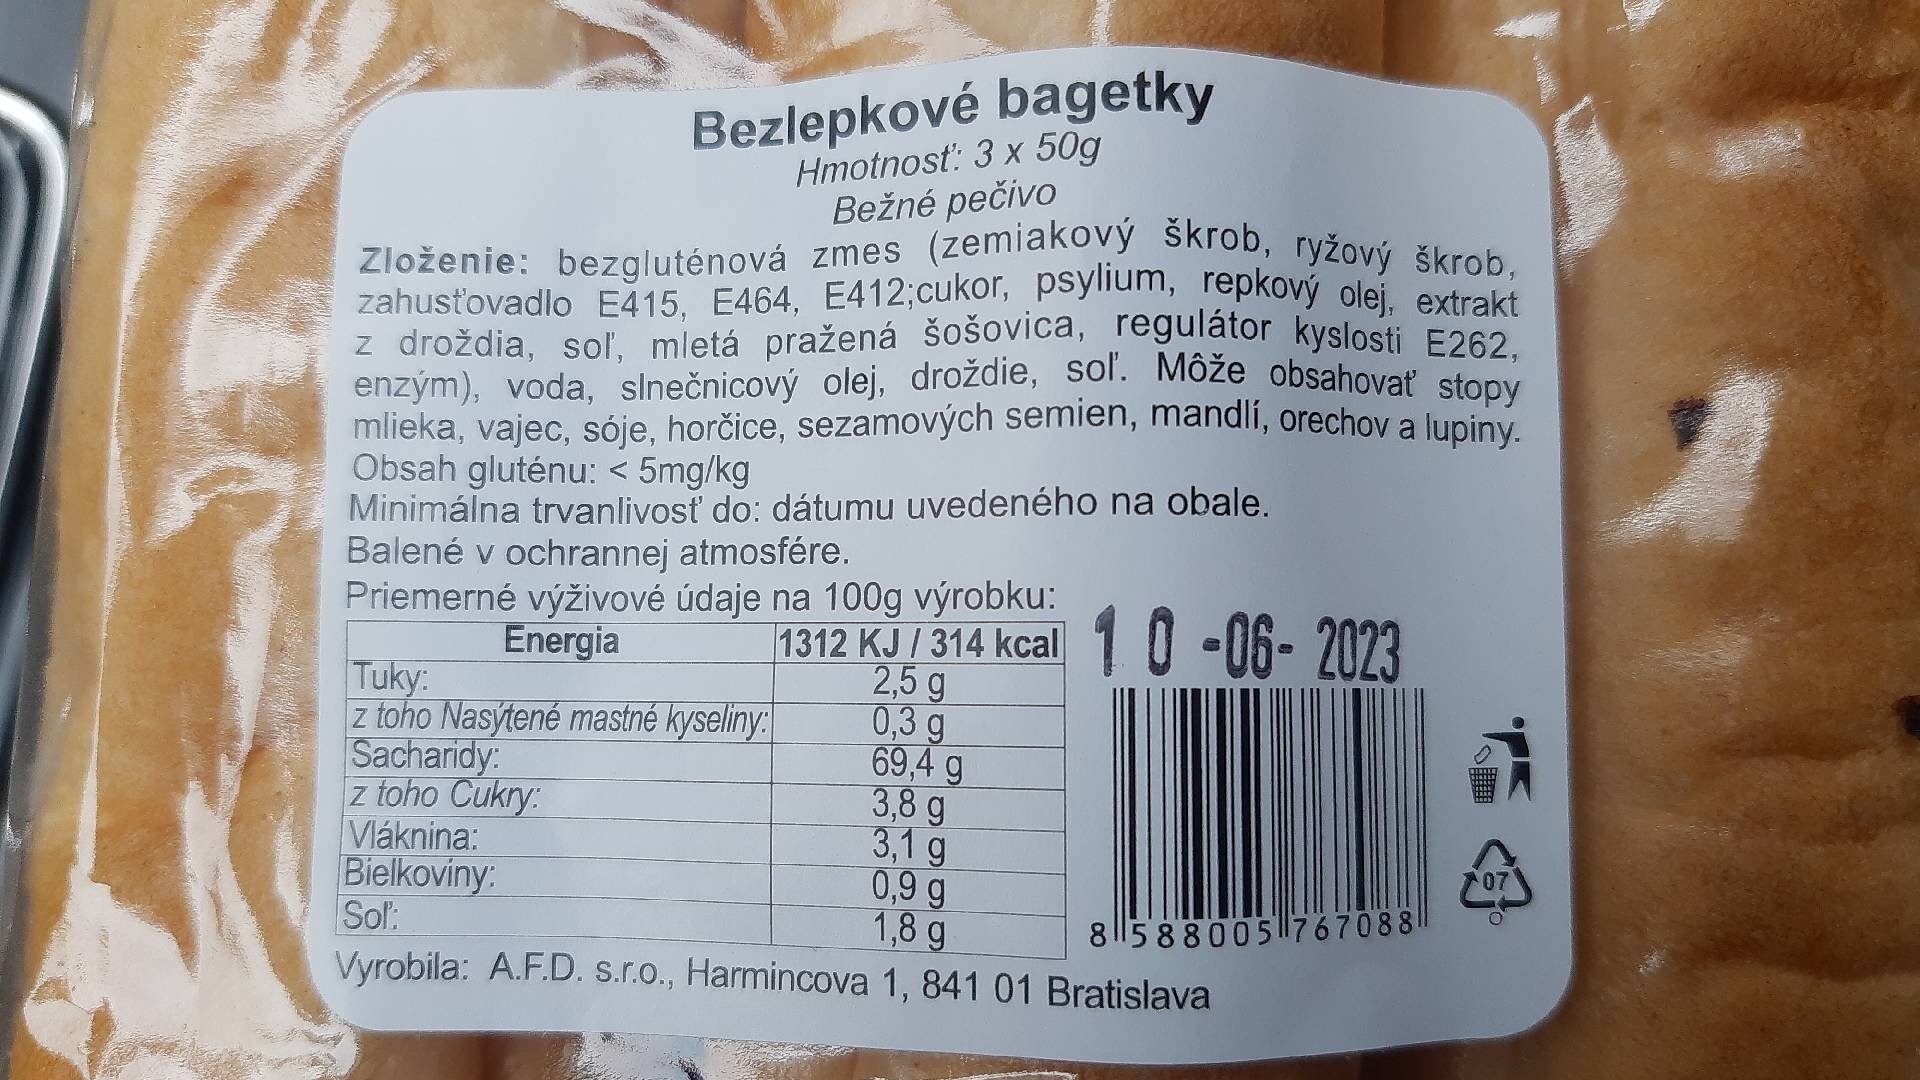 Bezlepkové bagetky
Hmotnosť: 3 x 50g
Bežné pečivo
Zloženie: bezgluténová zmes (zemiakový škrob, ryžový škrob,
zahusťovadlo E415, E464, E412;cukor, psylium, repkový olej, extrakt
z droždia, soľ, mletá pražená šošovica, regulátor kyslosti E262,
enzým), voda, slnečnicový olej, droždie, soľ. Môže obsahovať stopy
mlieka, vajec, sóje, horčice, sezamových semien, mandlí, orechov a lupiny.
Obsah gluténu: < 5mg/kg
Minimálna trvanlivosť do: dátumu uvedeného na obale.
Balené v ochrannej atmosfére.
Priemerné výživové údaje na 100g výrobku:
Energia 1312 KJ / 314 kcal
Tuky: 2,5 g
z toho Nasýtené mastné kyseliny: 0,3 g
Sacharidy: 69,4 g
z toho Cukry: 3,8 g
Vláknina: 3,1 g
Bielkoviny: 0,9 g
Soľ: 1,8 g
10 -06- 2023
8 588005 767088
07
Vyrobila: A.F.D. s.r.o., Harmincova 1, 841 01 Bratislava